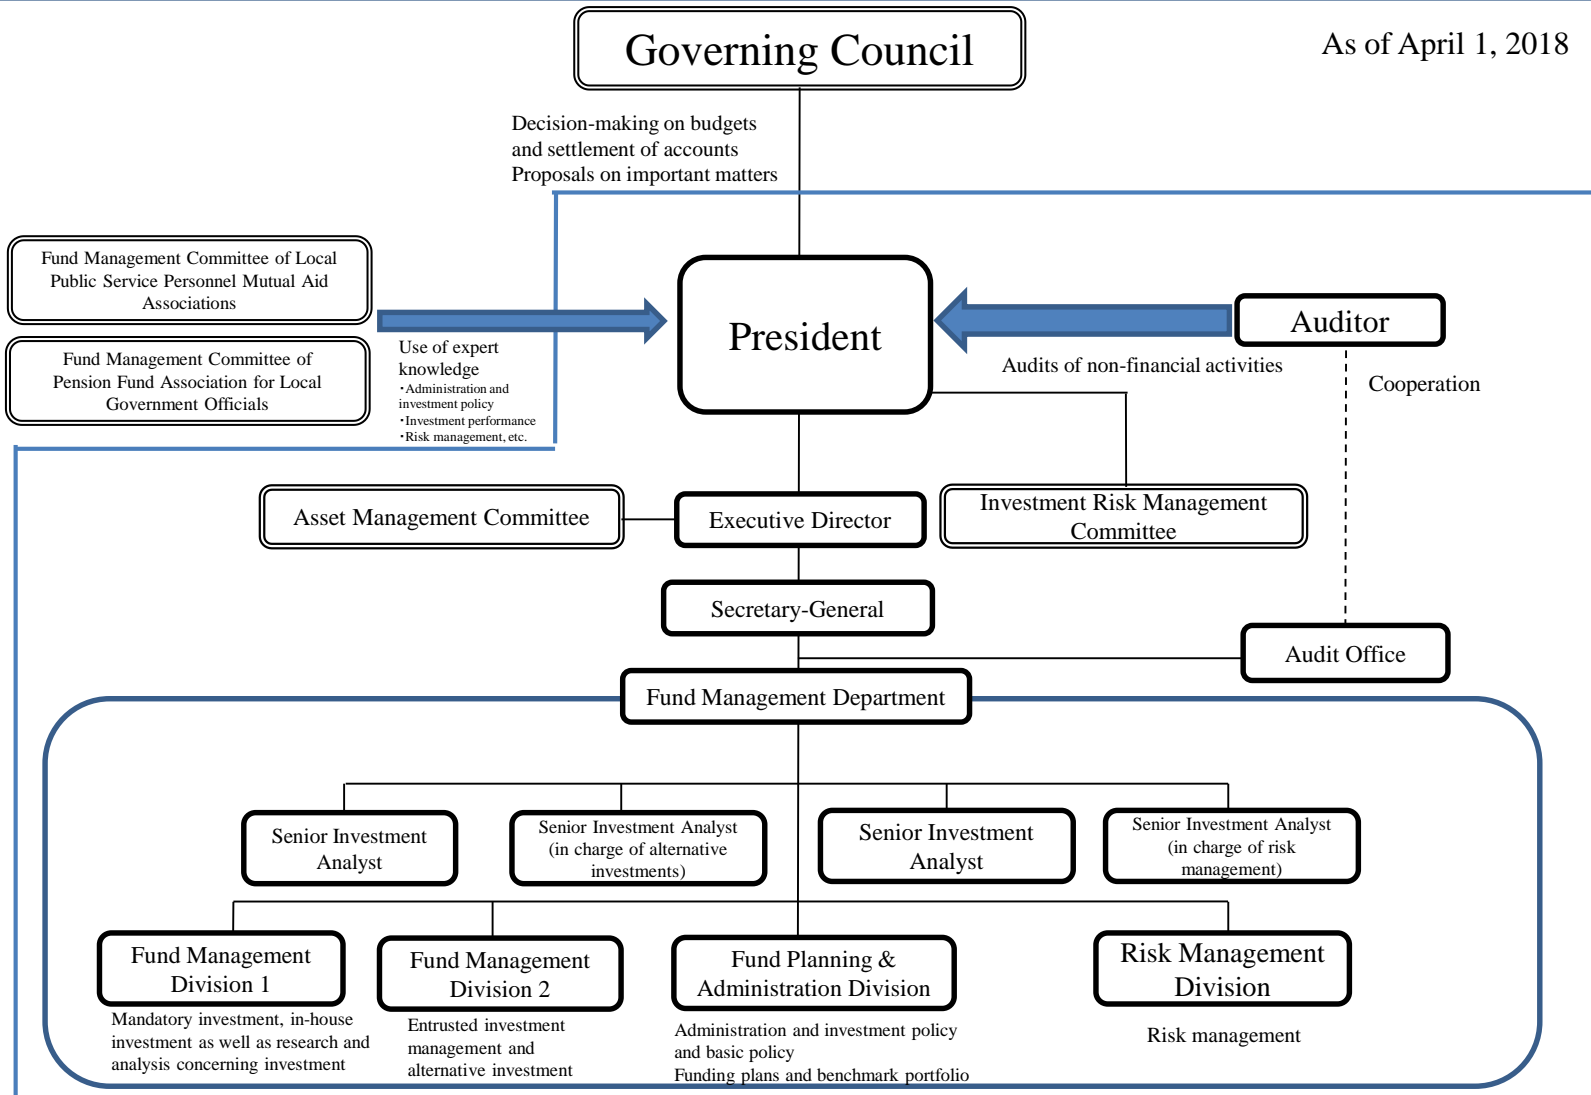 Governing Council
As of April 1, 2018
Decision-making on budgets
and settlement of accounts
Proposals on important matters
Fund Management Committee of Local
Public Service Personnel Mutual Aid
Associations
Fund Management Committee of
Pension Fund Association for Local
Government Officials
Use of expert
knowledge
・Administration and
investment policy
・Investment performance
・Risk management, etc.
President
Auditor
Audits of non-financial activities
Cooperation
Asset Management Committee
Executive Director
Investment Risk Management
Committee
Secretary-General
Audit Office
Fund Management Department
Senior Investment
Analyst
Senior Investment Analyst
(in charge of alternative
investments)
Senior Investment
Analyst
Senior Investment Analyst
(in charge of risk
management)
Fund Management
Division 1
Mandatory investment, in-house
investment as well as research and
analysis concerning investment
Fund Management
Division 2
Entrusted investment
management and
alternative investment
Fund Planning &
Administration Division
Administration and investment policy
and basic policy
Funding plans and benchmark portfolio
Risk Management
Division
Risk management